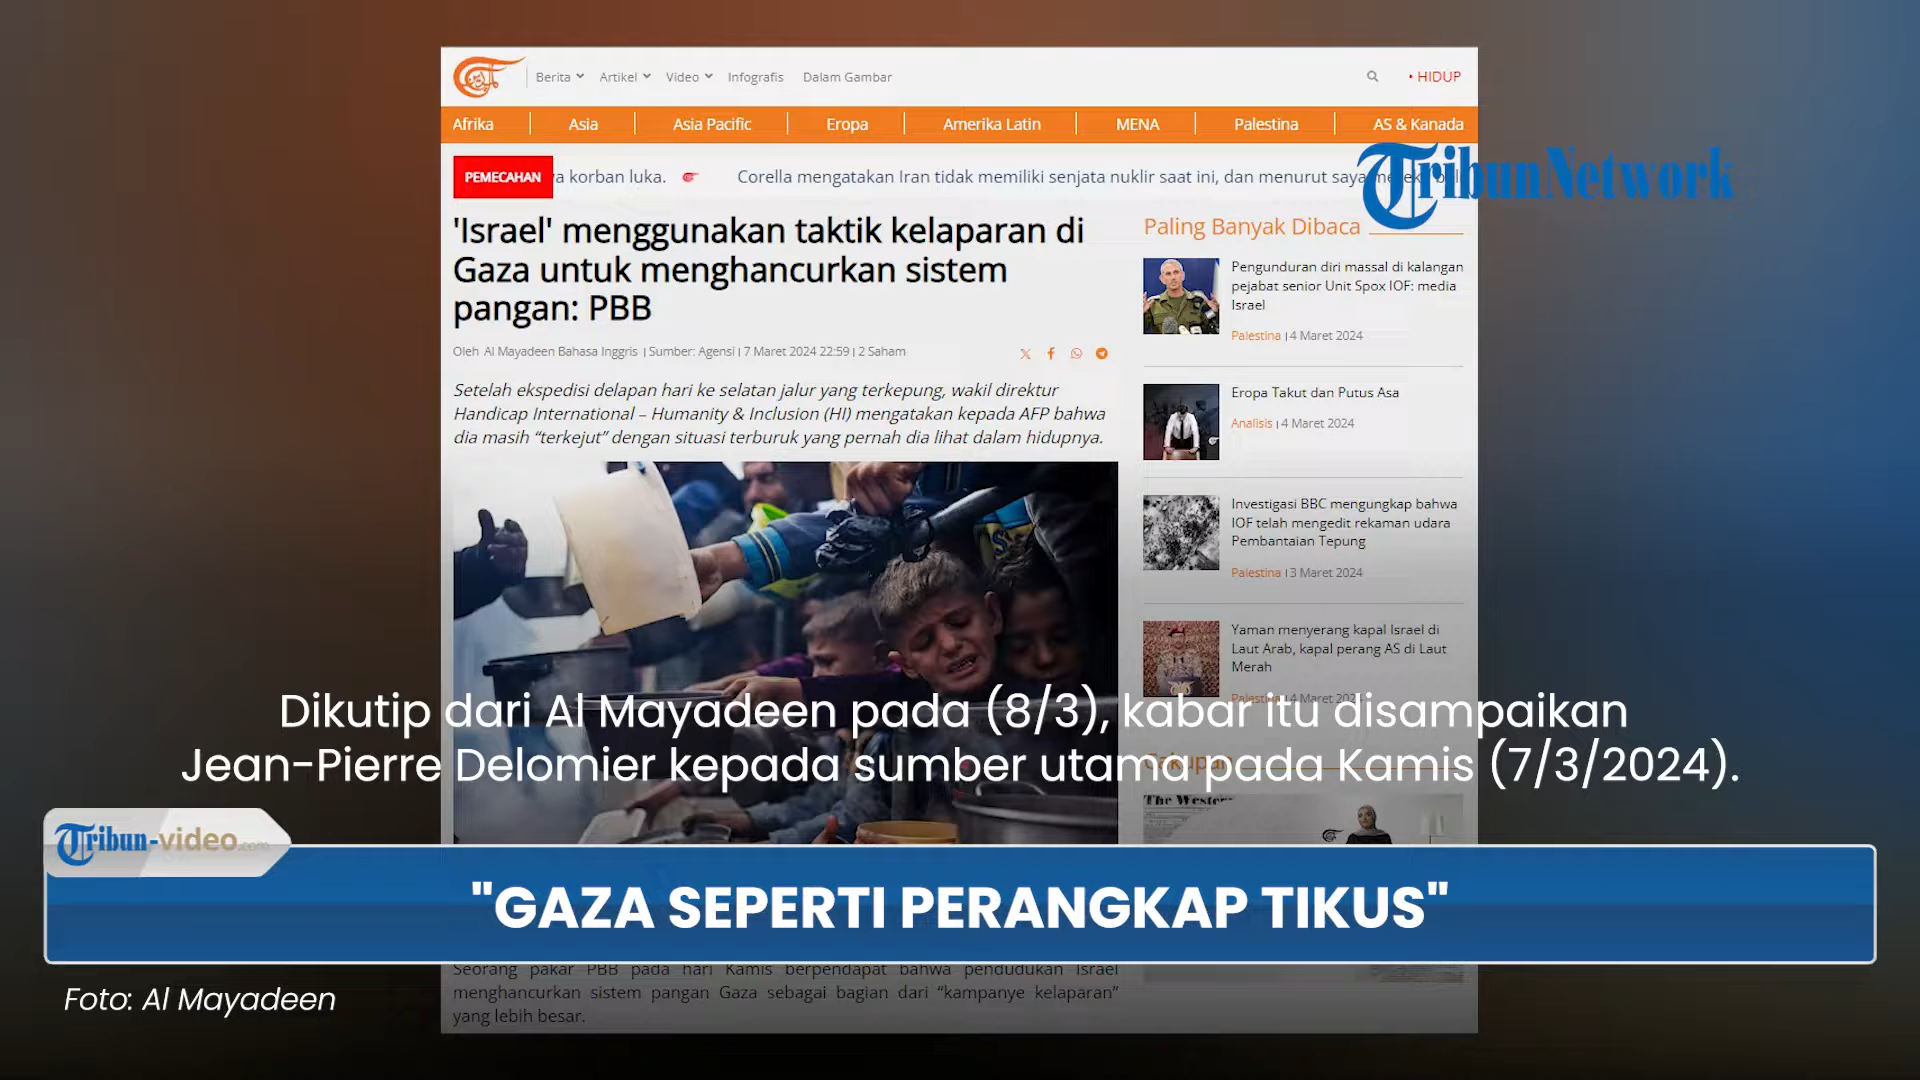 Berita Artikel Video Infografis Dalam Gambar • HIDUP
Afrika Asia Asia Pacific Eropa Amerika Latin MENA Palestina AS & Kanada
TribunNetwork
PEMECAHAN korban luka. Corella mengatakan Iran tidak memiliki senjata nuklir saat ini, dan menurut saya
'Israel' menggunakan taktik kelaparan di
Gaza untuk menghancurkan sistem
pangan: PBB
Oleh Al Mayadeen Bahasa Inggris | Sumber: Agensi | 7 Maret 2024 22:59 | 2 Saham
Setelah ekspedisi delapan hari ke selatan jalur yang terkepung, wakil direktur
Handicap International – Humanity & Inclusion (HI) mengatakan kepada AFP bahwa
dia masih “terkejut” dengan situasi terburuk yang pernah dia lihat dalam hidupnya.
Paling Banyak Dibaca
Pengunduran diri massal di kalangan
pejabat senior Unit Spox IOF: media
Israel
Palestina | 4 Maret 2024
Eropa Takut dan Putus Asa
Analisis | 4 Maret 2024
Investigasi BBC mengungkap bahwa
IOF telah mengedit rekaman udara
Pembantaian Tepung
Palestina | 3 Maret 2024
Yaman menyerang kapal Israel di
Laut Arab, kapal perang AS di Laut
Merah
Palestina | 4 Maret 2024
Cakupan
The Wester
Dikutip dari Al Mayadeen pada (8/3), kabar itu disampaikan
Jean-Pierre Delomier kepada sumber utama pada Kamis (7/3/2024).
Tribun-video.com
"GAZA SEPERTI PERANGKAP TIKUS"
Seorang pakar PBB pada hari Kamis berpendapat bahwa pendudukan Israel
menghancurkan sistem pangan Gaza sebagai bagian dari “kampanye kelaparan”
yang lebih besar.
Foto: Al Mayadeen